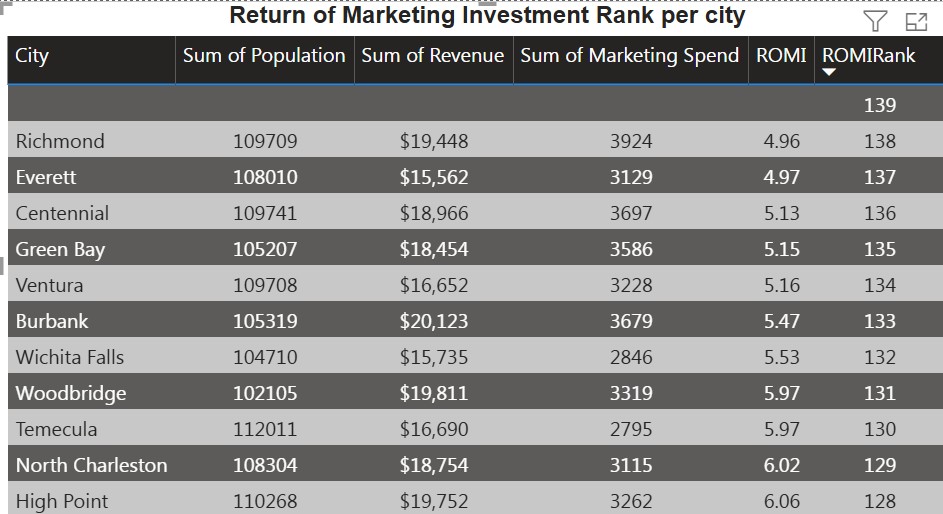 Return of Marketing Investment Rank per city
City Sum of Population Sum of Revenue Sum of Marketing Spend ROMI ROMIRank
139
Richmond 109709 $19,448 3924 4.96 138
Everett 108010 $15,562 3129 4.97 137
Centennial 109741 $18,966 3697 5.13 136
Green Bay 105207 $18,454 3586 5.15 135
Ventura 109708 $16,652 3228 5.16 134
Burbank 105319 $20,123 3679 5.47 133
Wichita Falls 104710 $15,735 2846 5.53 132
Woodbridge 102105 $19,811 3319 5.97 131
Temecula 112011 $16,690 2795 5.97 130
North Charleston 108304 $18,754 3115 6.02 129
High Point 110268 $19,752 3262 6.06 128